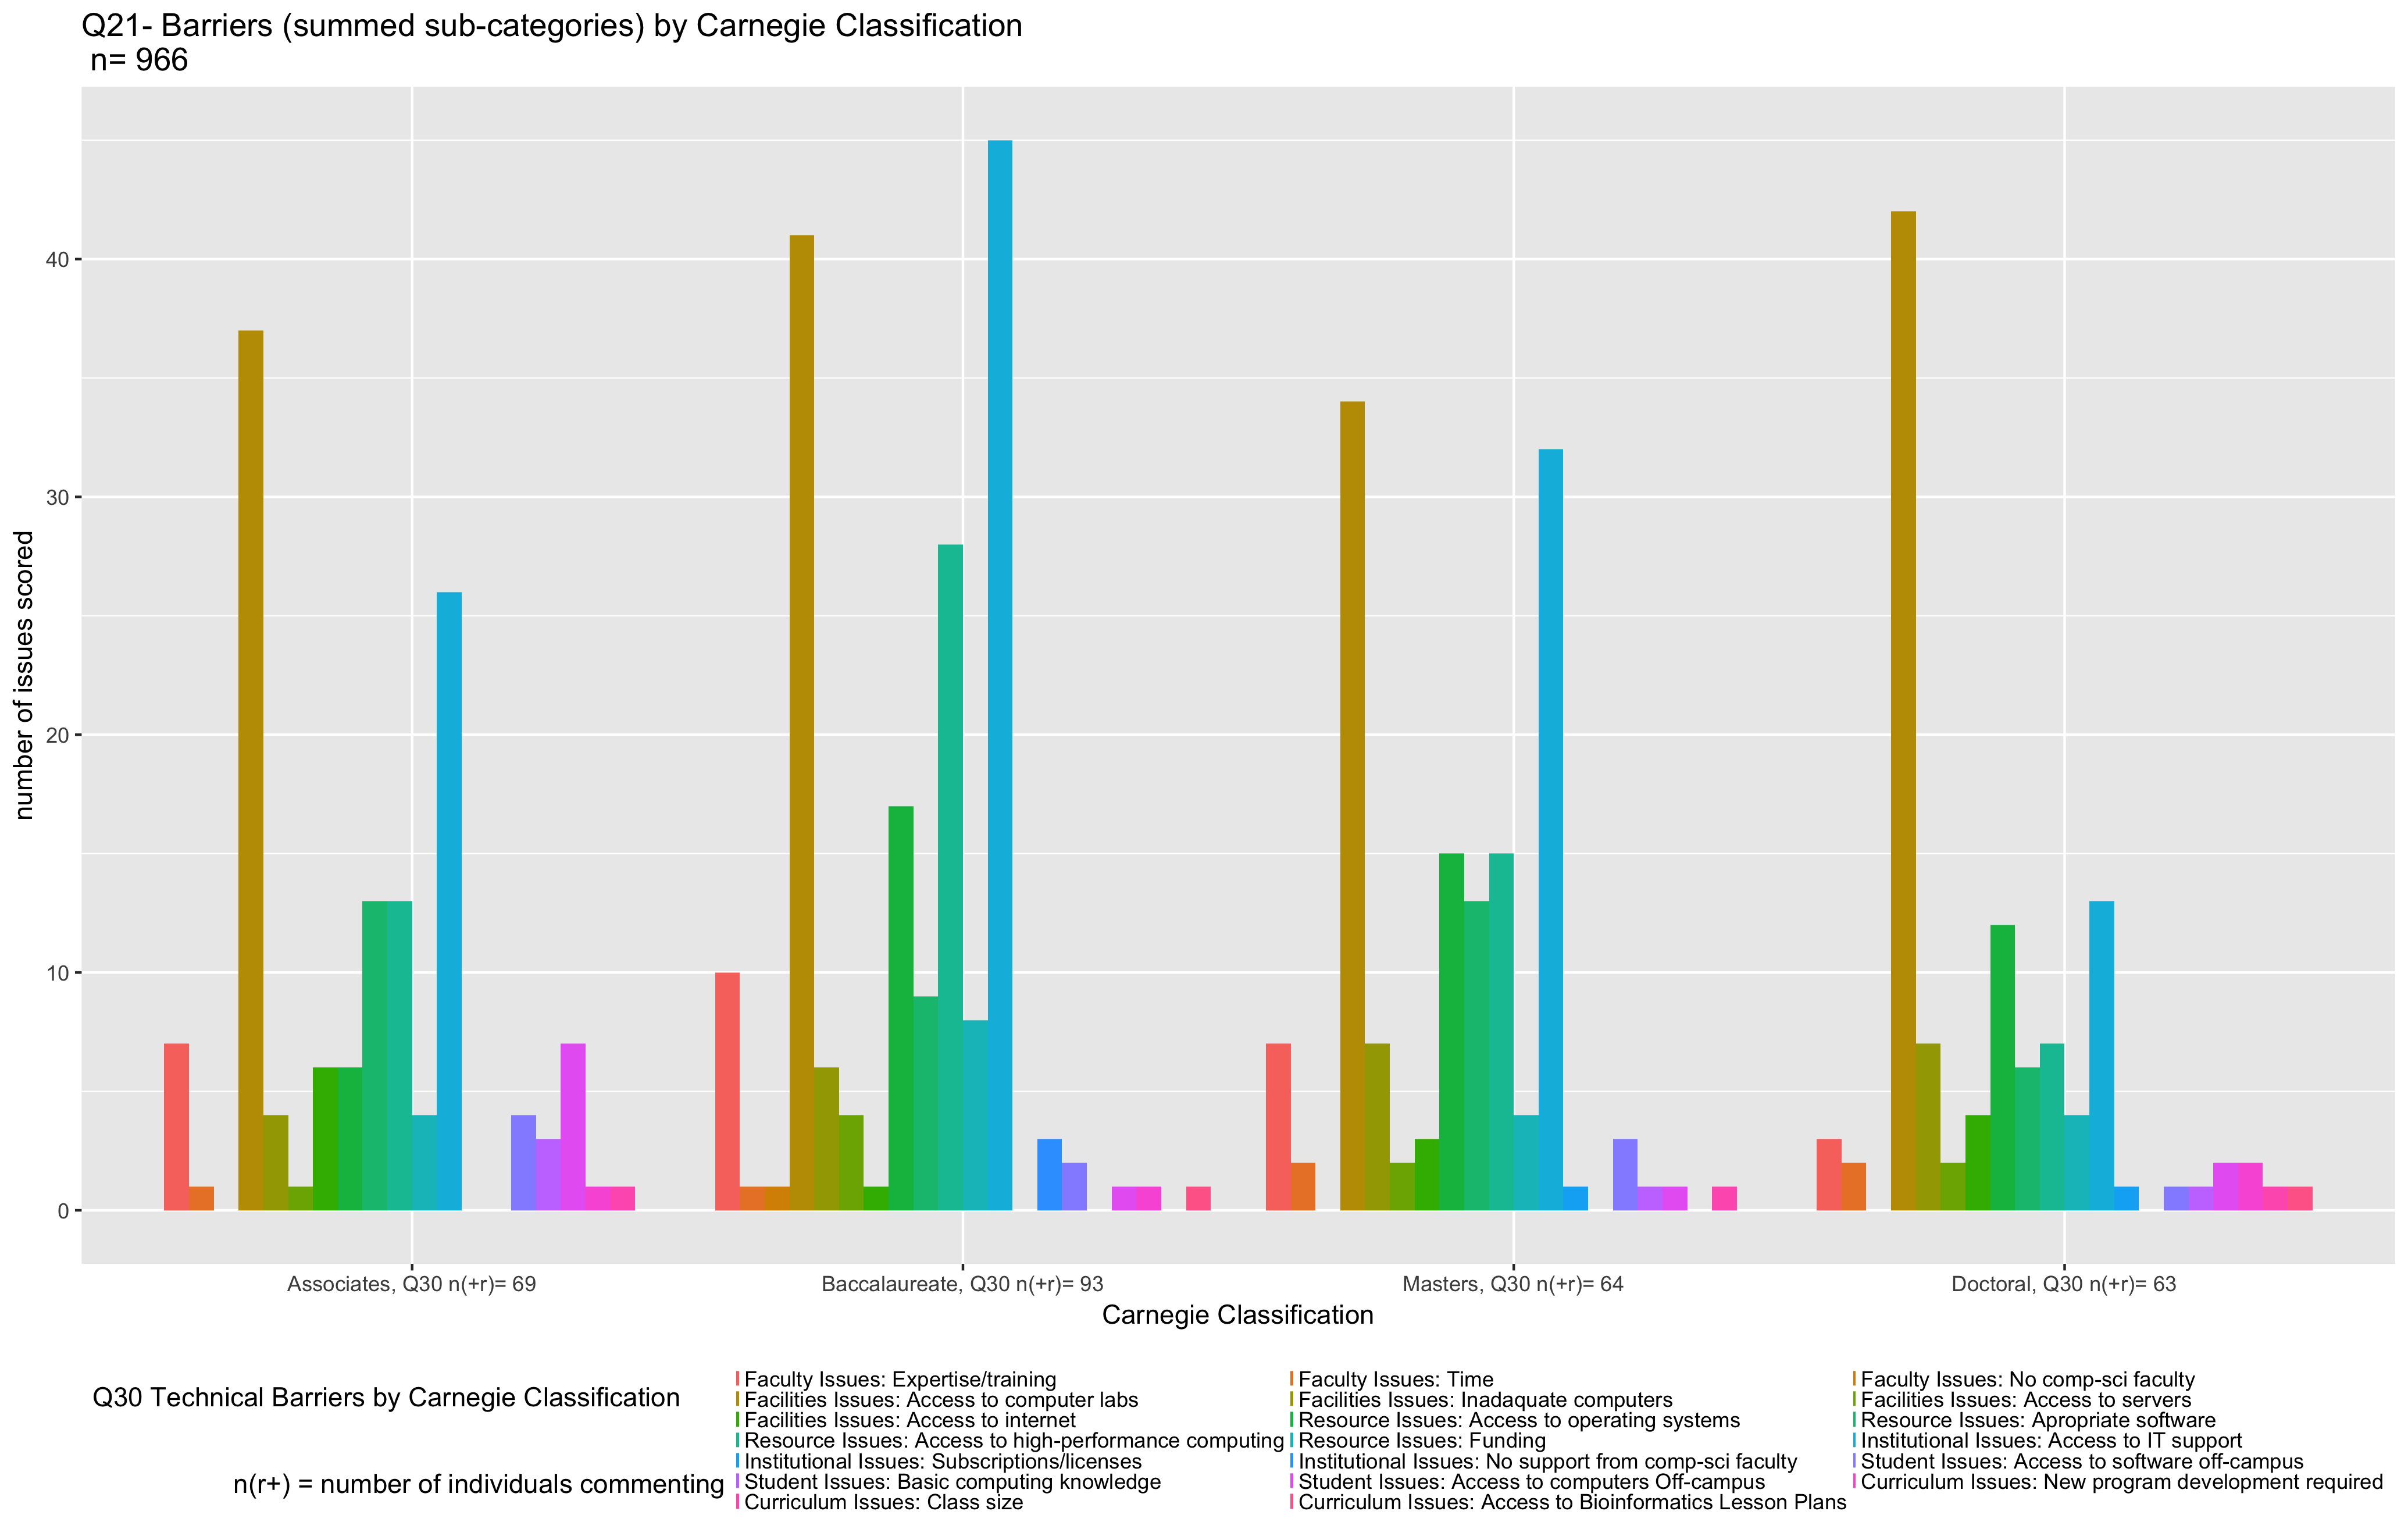 Q21- Barriers (summed sub-categories) by Carnegie Classification
n= 966
number of issues scored
40
30
20
10
0
Associates, Q30 n(+r)= 69
Baccalaureate, Q30 n(+r)= 93
Masters, Q30 n(+r)= 64
Doctoral, Q30 n(+r)= 63
Carnegie Classification
Q30 Technical Barriers by Carnegie Classification
n(r+) = number of individuals commenting
Faculty Issues: Expertise/training
Faculty Issues: Time
Faculty Issues: No comp-sci faculty
Facilities Issues: Access to computer labs
Facilities Issues: Inadaquate computers
Facilities Issues: Access to servers
Facilities Issues: Access to internet
Resource Issues: Access to operating systems
Resource Issues: Apropriate software
Resource Issues: Access to high-performance computing
Resource Issues: Funding
Institutional Issues: Access to IT support
Institutional Issues: Subscriptions/licenses
Institutional Issues: No support from comp-sci faculty
Student Issues: Access to software off-campus
Student Issues: Basic computing knowledge
Student Issues: Access to computers Off-campus
Curriculum Issues: New program development required
Curriculum Issues: Class size
Curriculum Issues: Access to Bioinformatics Lesson Plans